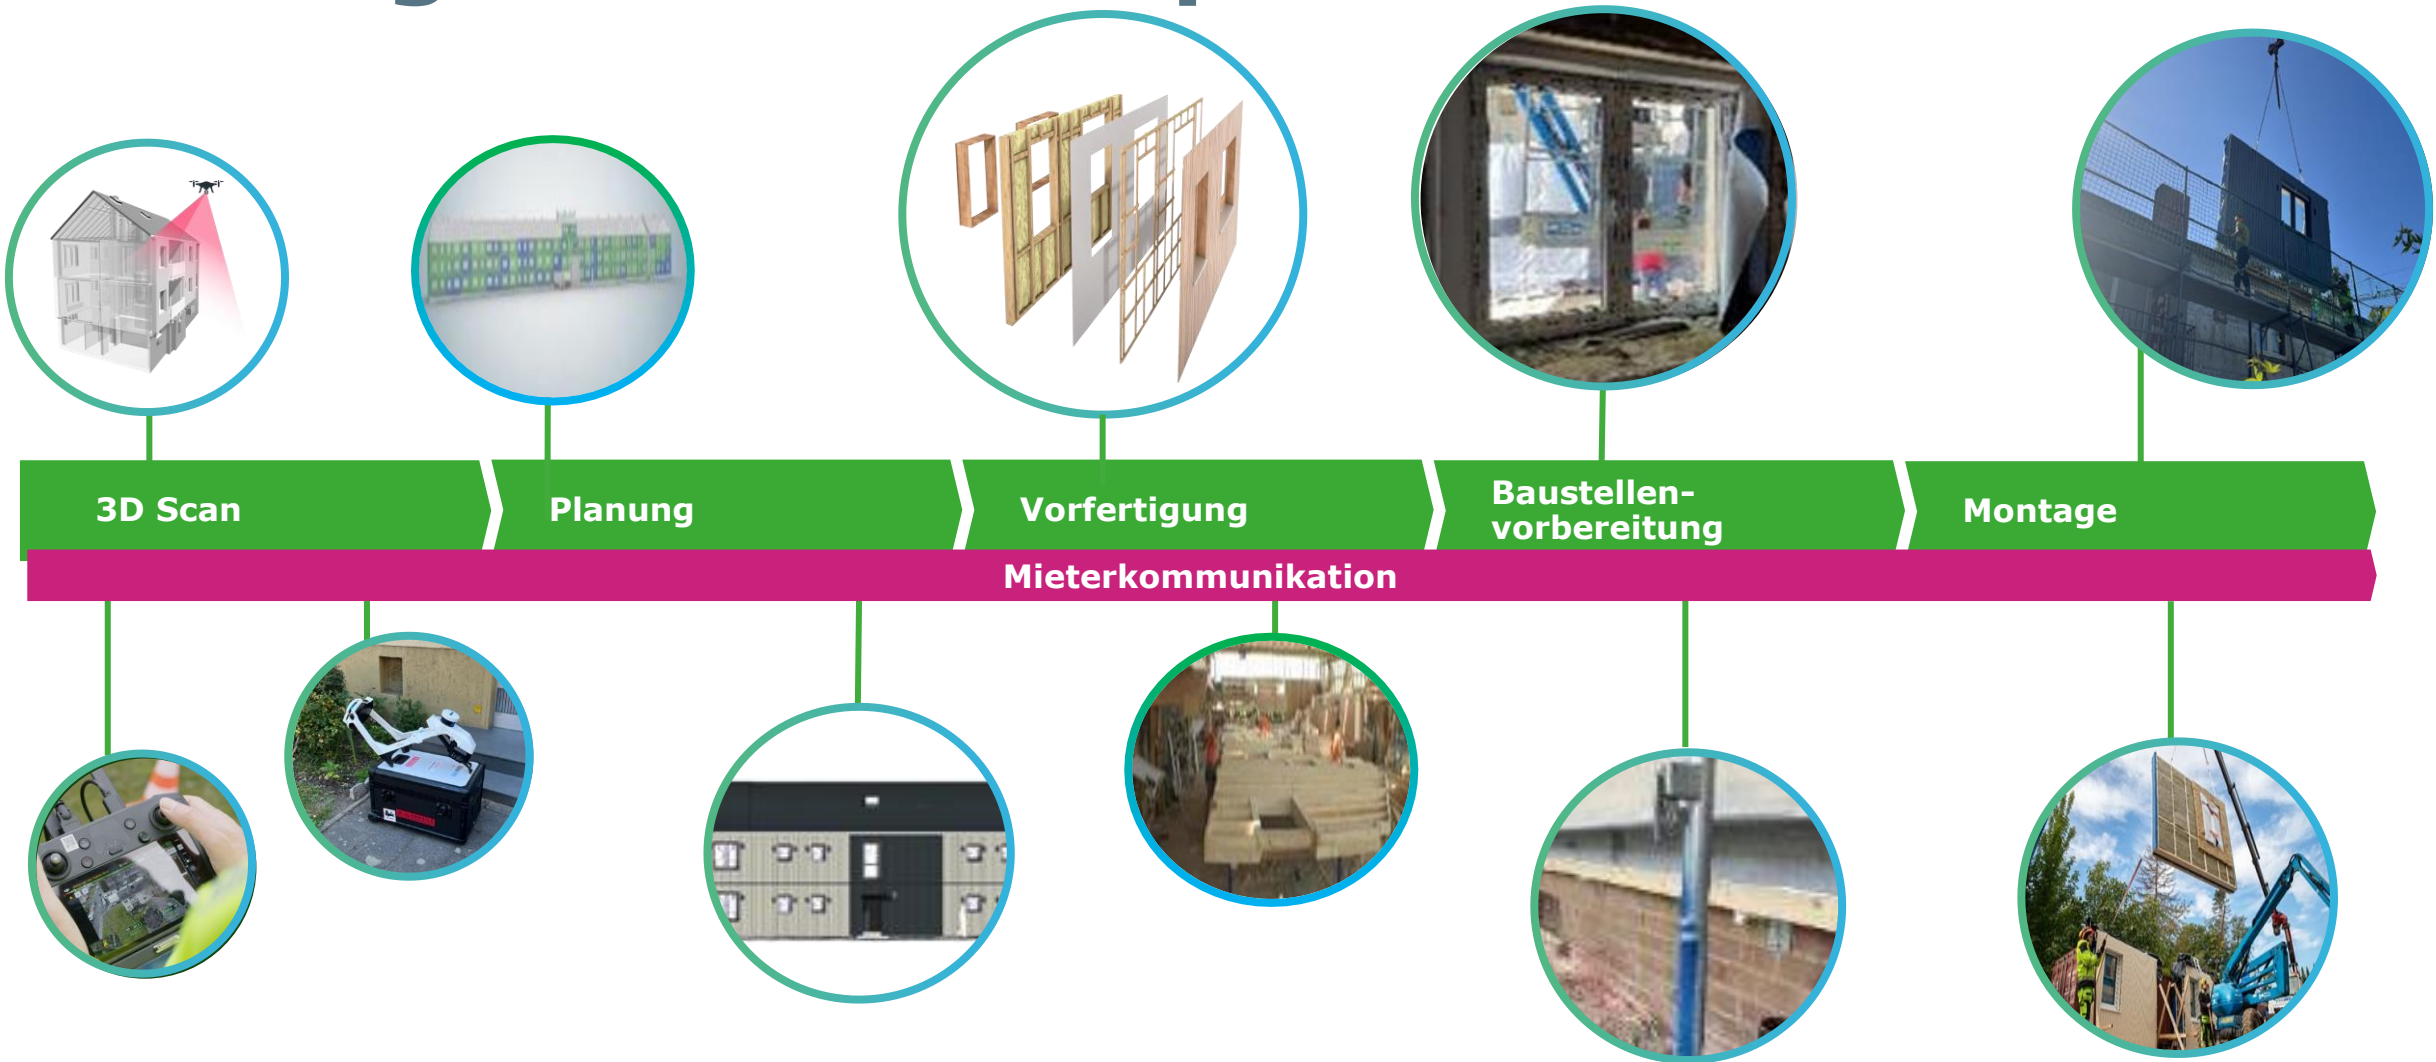 3D Scan
Planung
Vorfertigung
Baustellen-
vorbereitung
Montage
Mieterkommunikation